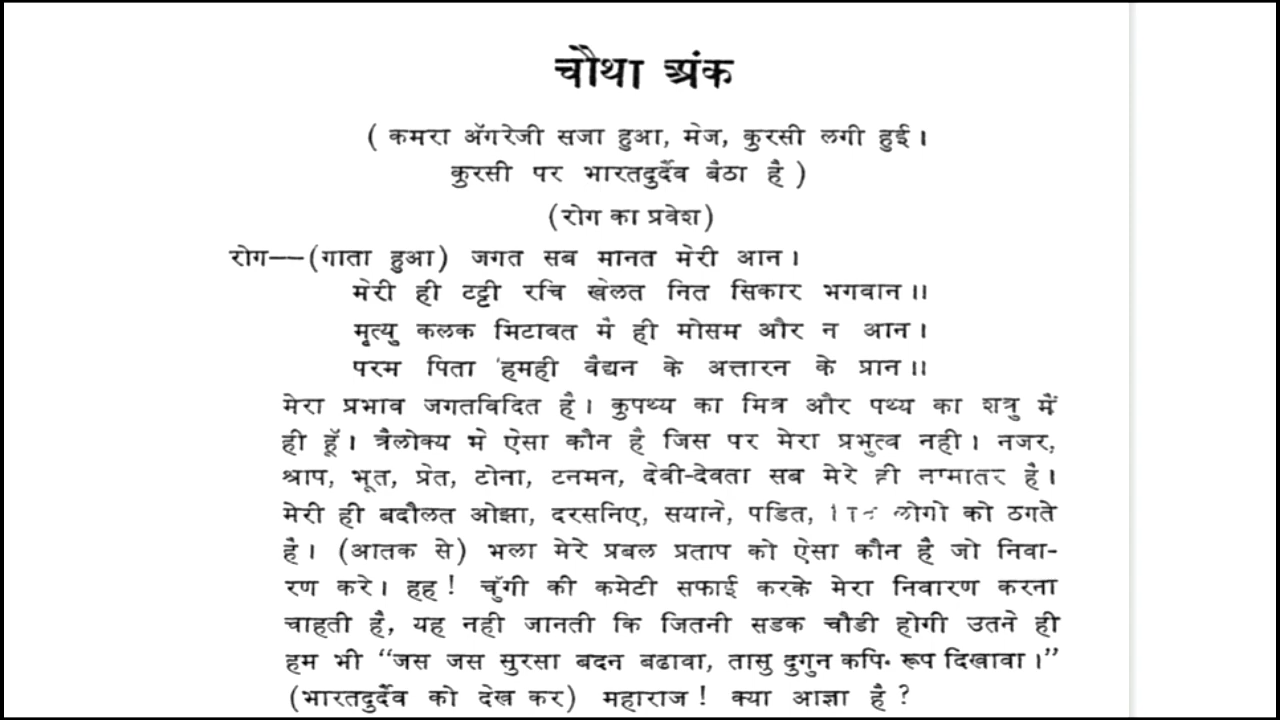 चौथा अंक
( कमरा अँगरेजी सजा हुआ, मेज, कुरसी लगी हुई।
कुरसी पर भारतदुर्दैव बैठा है )
(रोग का प्रवेश)
रोग—(गाता हुआ) जगत सब मानत मेरी आन।
मेरी ही टट्टी रचि खेलत नित सिकार भगवान॥
मृत्यु कलक मिटावत मै ही मोसम और न आन।
परम पिता हमही वैद्यन के अत्तारन के प्रान॥
मेरा प्रभाव जगतविदित है। कुपथ्य का मित्र और पथ्य का शत्रु मैं
ही हूँ। त्रैलोक्य मे ऐसा कौन है जिस पर मेरा प्रभुत्व नही। नजर,
श्राप, भूत, प्रेत, टोना, टनमन, देवी-देवता सब मेरे ही नामातर है।
मेरी ही बदौलत ओझा, दरसनिए, सयाने, पडित, लोगो को ठगते
है। (आतक से) भला मेरे प्रबल प्रताप को ऐसा कौन है जो निवा-
रण करे। हह! चुँगी की कमेटी सफाई करके मेरा निवारण करना
चाहती है, यह नही जानती कि जितनी सडक चौडी होगी उतने ही
हम भी “जस जस सुरसा बदन बढावा, तासु दुगुन कपि रूप दिखावा।”
(भारतदुर्दैव को देख कर) महाराज! क्या आज्ञा है?